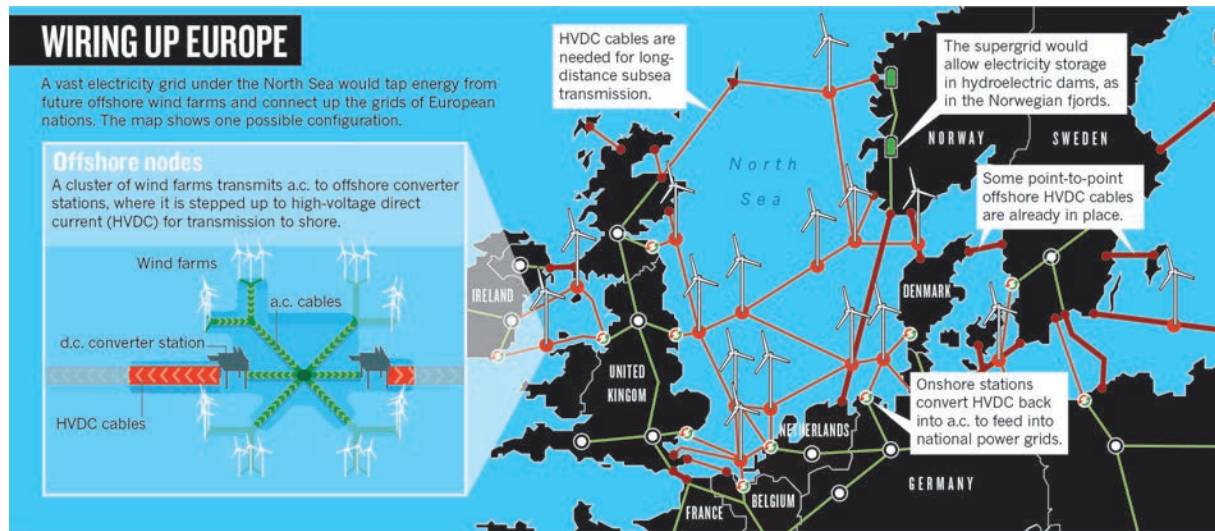 WIRING UP EUROPE
A vast electricity grid under the North Sea would tap energy from
future offshore wind farms and connect up the grids of European
nations. The map shows one possible configuration.
Offshore nodes
A cluster of wind farms transmits a.c. to offshore converter
stations, where it is stepped up to high-voltage direct
current (HVDC) for transmission to shore.
Wind farms
a.c. cables
d.c. converter station
HVDC cables
HVDC cables are
needed for long-
distance subsea
transmission.
The supergrid would
allow electricity storage
in hydroelectric dams, as
in the Norwegian fjords.
NORWAY
SWEDEN
North
Sea
Some point-to-point
offshore HVDC cables
are already in place.
IRELAND
DENMARK
UNITED
KINGOM
Onshore stations
convert HVDC back
into a.c. to feed into
national power grids.
NETHERLANDS
GERMANY
BELGIUM
FRANCE